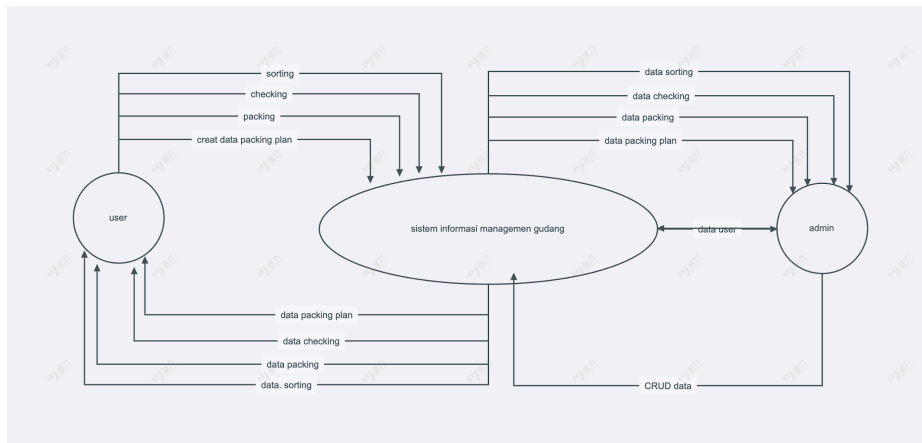 sorting
checking
packing
creat data packing plan
data sorting
data checking
data packing
data packing plan
user
sistem informasi managemen gudang
data user
admin
data packing plan
data checking
data packing
data. sorting
CRUD data